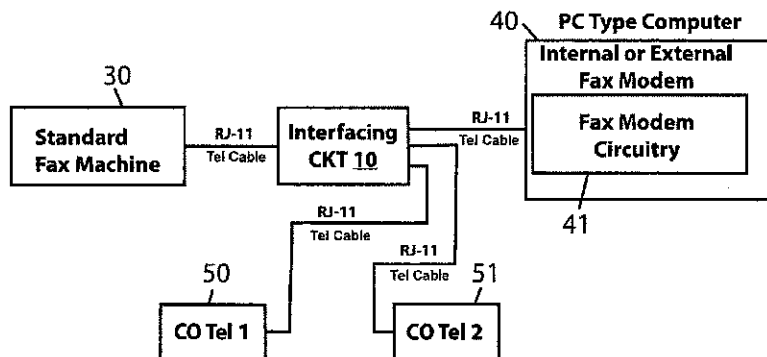 PC Type Computer
40
Internal or External
Fax Modem
Fax Modem
Circuitry
41
30
Standard
Fax Machine
RJ-11
Tel Cable
Interfacing
CKT 10
RJ-11
Tel Cable
RJ-11
Tel Cable
RJ-11
Tel Cable
50
CO Tel 1
51
CO Tel 2